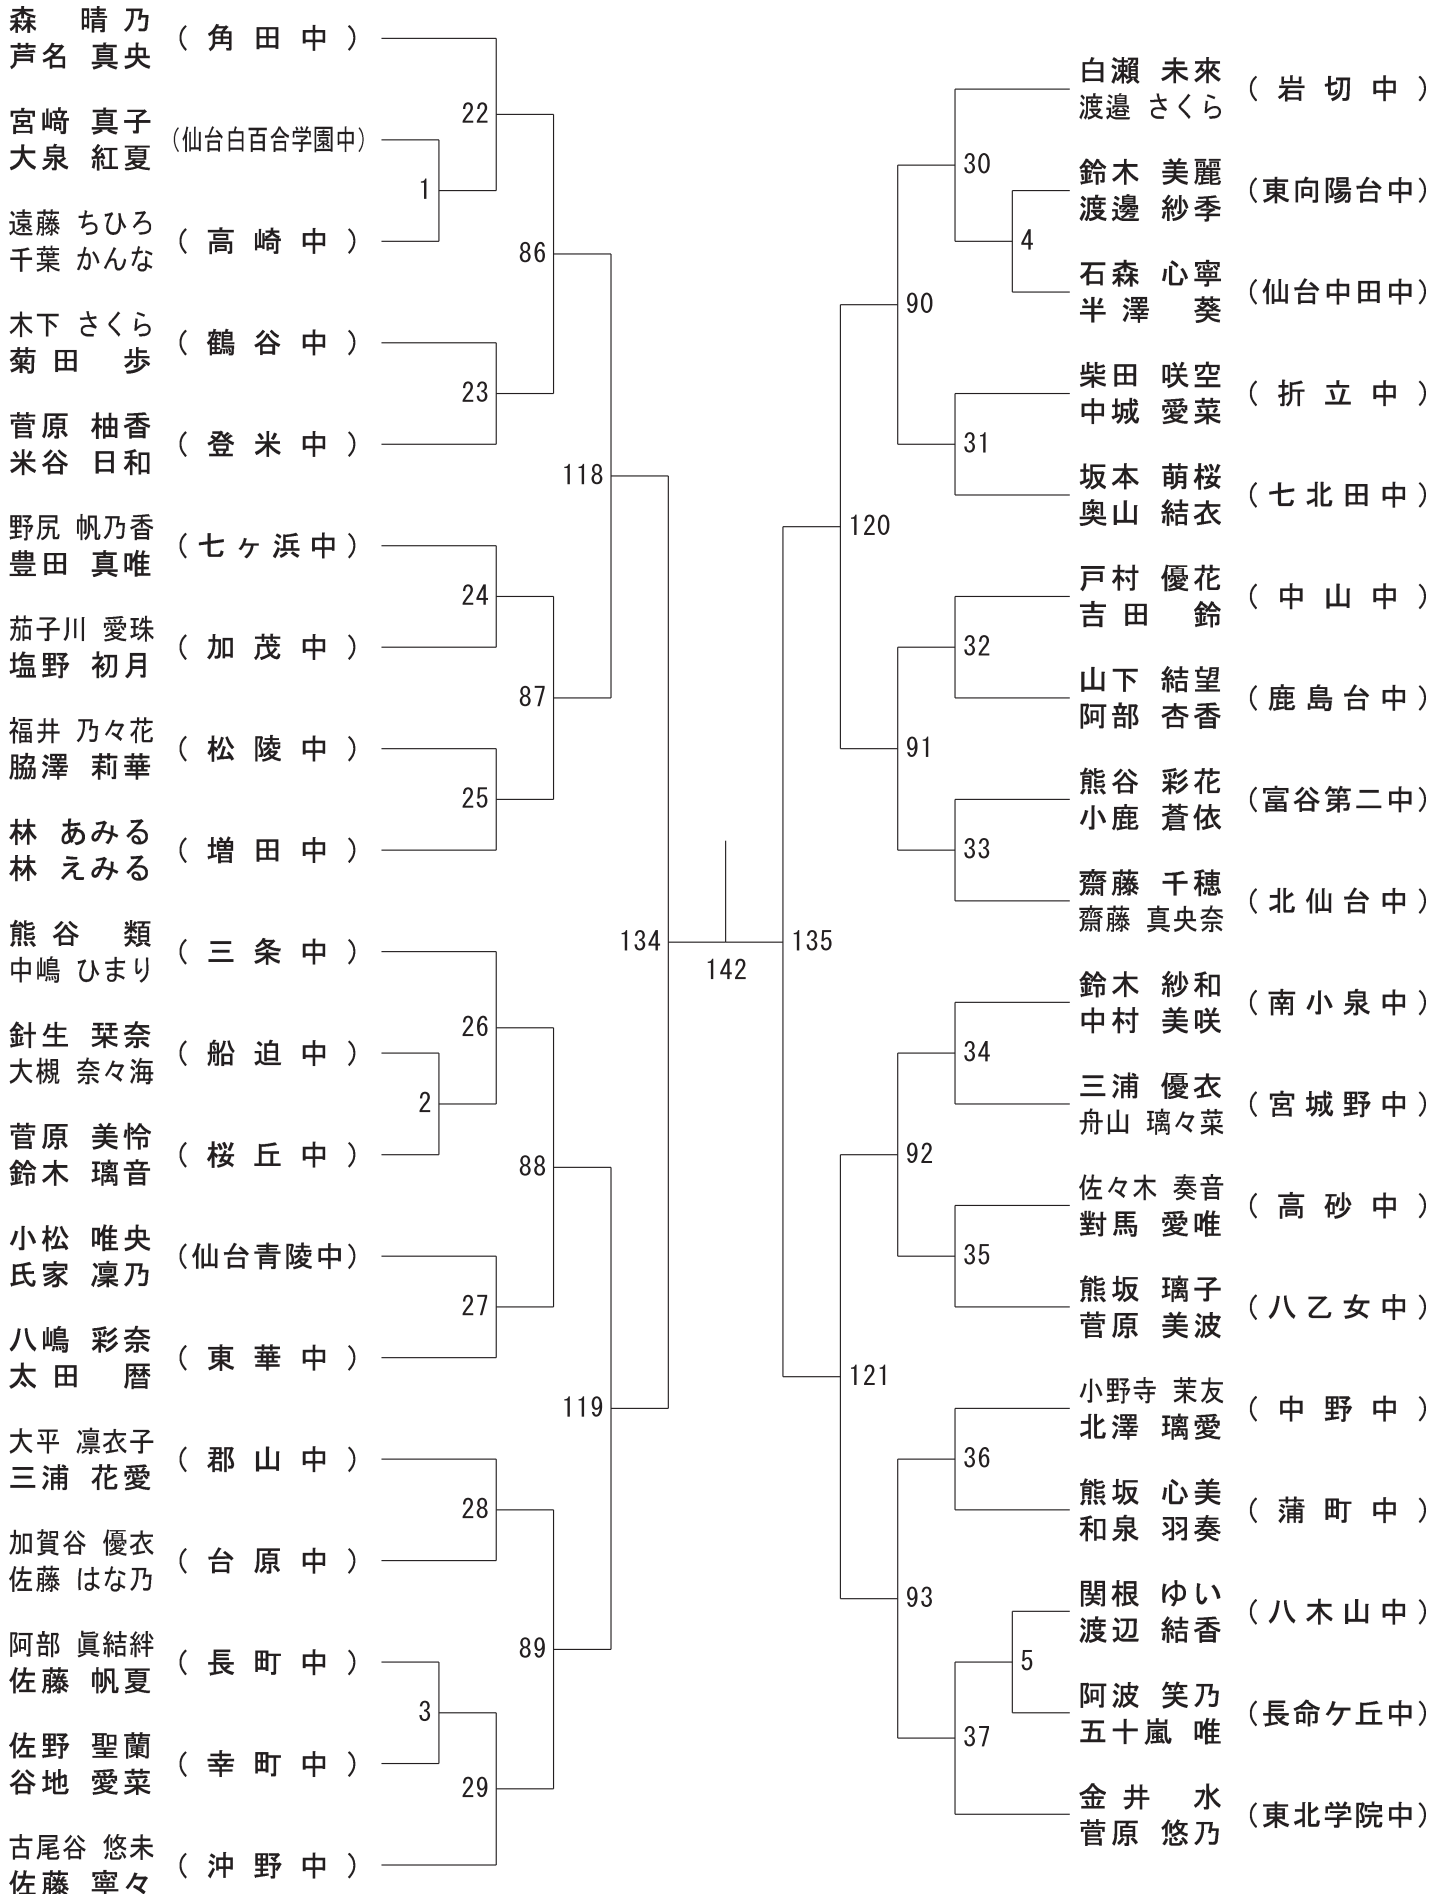 森　晴乃
芦名 真央
（角田中）
宮﨑 真子
大泉 紅夏
（仙台白百合学園中）
遠藤 ちひろ
千葉 かんな
（高崎中）
木下 さくら
菊田　歩
（鶴谷中）
菅原 柚香
米谷 日和
（登米中）
野尻 帆乃香
豊田 真唯
（七ヶ浜中）
茄子川 愛珠
塩野 初月
（加茂中）
福井 乃々花
脇澤 莉華
（松陵中）
林 あみる
林 えみる
（増田中）
熊谷　類
中嶋 ひまり
（三条中）
針生 栞奈
大槻 奈々海
（船迫中）
菅原 美怜
鈴木 璃音
（桜丘中）
小松 唯央
氏家 凜乃
（仙台青陵中）
八嶋 彩奈
太田　暦
（東華中）
大平 凛衣子
三浦 花愛
（郡山中）
加賀谷 優衣
佐藤 はな乃
（台原中）
阿部 眞結絆
佐藤 帆夏
（長町中）
佐野 聖蘭
谷地 愛菜
（幸町中）
古尾谷 悠未
佐藤 寧々
（沖野中）
1
2
3
22
23
24
25
26
27
28
29
86
87
88
89
118
119
134
142
135
120
121
90
91
92
93
30
31
32
33
34
35
36
37
4
5
白瀬 未來
渡邉 さくら
（岩切中）
鈴木 美麗
渡邊 紗季
（東向陽台中）
石森 心寧
半澤　葵
（仙台中田中）
柴田 咲空
中城 愛菜
（折立中）
坂本 萌桜
奥山 結衣
（七北田中）
戸村 優花
吉田　鈴
（中山中）
山下 結望
阿部 杏香
（鹿島台中）
熊谷 彩花
小鹿 蒼依
（富谷第二中）
齋藤 千穂
齋藤 真央奈
（北仙台中）
鈴木 紗和
中村 美咲
（南小泉中）
三浦 優衣
舟山 璃々菜
（宮城野中）
佐々木 奏音
對馬 愛唯
（高砂中）
熊坂 璃子
菅原 美波
（八乙女中）
小野寺 茉友
北澤 璃愛
（中野中）
熊坂 心美
和泉 羽奏
（蒲町中）
関根 ゆい
渡辺 結香
（八木山中）
阿波 笑乃
五十嵐 唯
（長命ケ丘中）
金井　水
菅原 悠乃
（東北学院中）